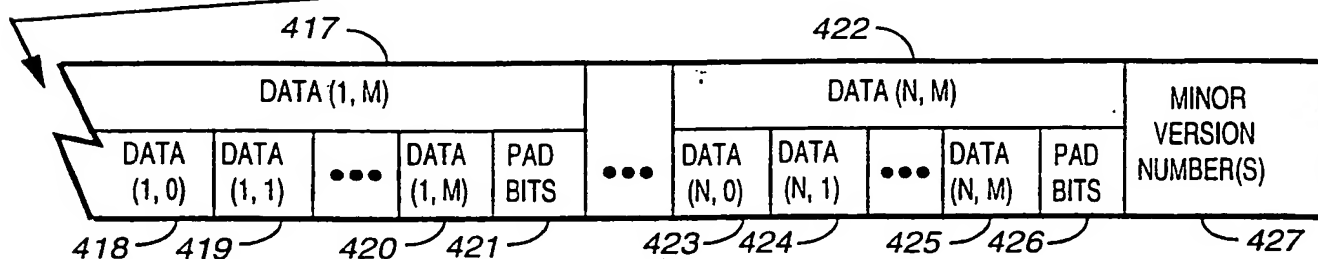 417 422
DATA (1, M) DATA (N, M) MINOR VERSION NUMBER(S)
DATA (1, 0) DATA (1, 1) ••• DATA (1, M) PAD BITS ••• DATA (N, 0) DATA (N, 1) ••• DATA (N, M) PAD BITS
418 419 420 421 423 424 425 426 427